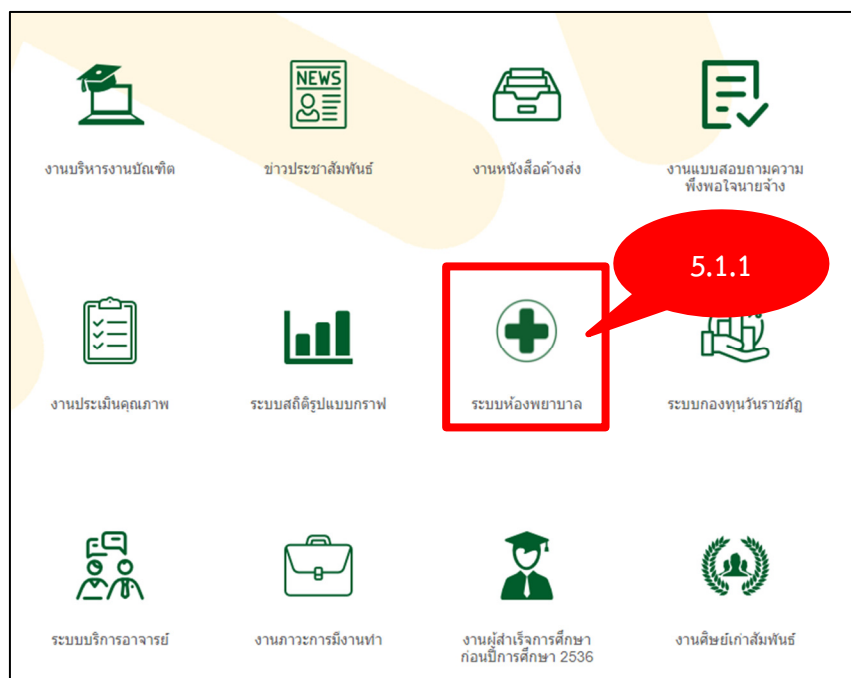 NEWS
งานบริหารงานบัณฑิต
ข่าวประชาสัมพันธ์
งานหนังสือค้างส่ง
งานแบบสอบถามความ
พึงพอใจนายจ้าง
5.1.1
งานประเมินคุณภาพ
ระบบสถิติรูปแบบกราฟ
ระบบห้องพยาบาล
ระบบกองทุนวันราชภัฏ
ระบบบริการอาจารย์
งานภาวะการมีงานทำ
งานผู้สำเร็จการศึกษา
ก่อนปีการศึกษา 2536
งานศิษย์เก่าสัมพันธ์